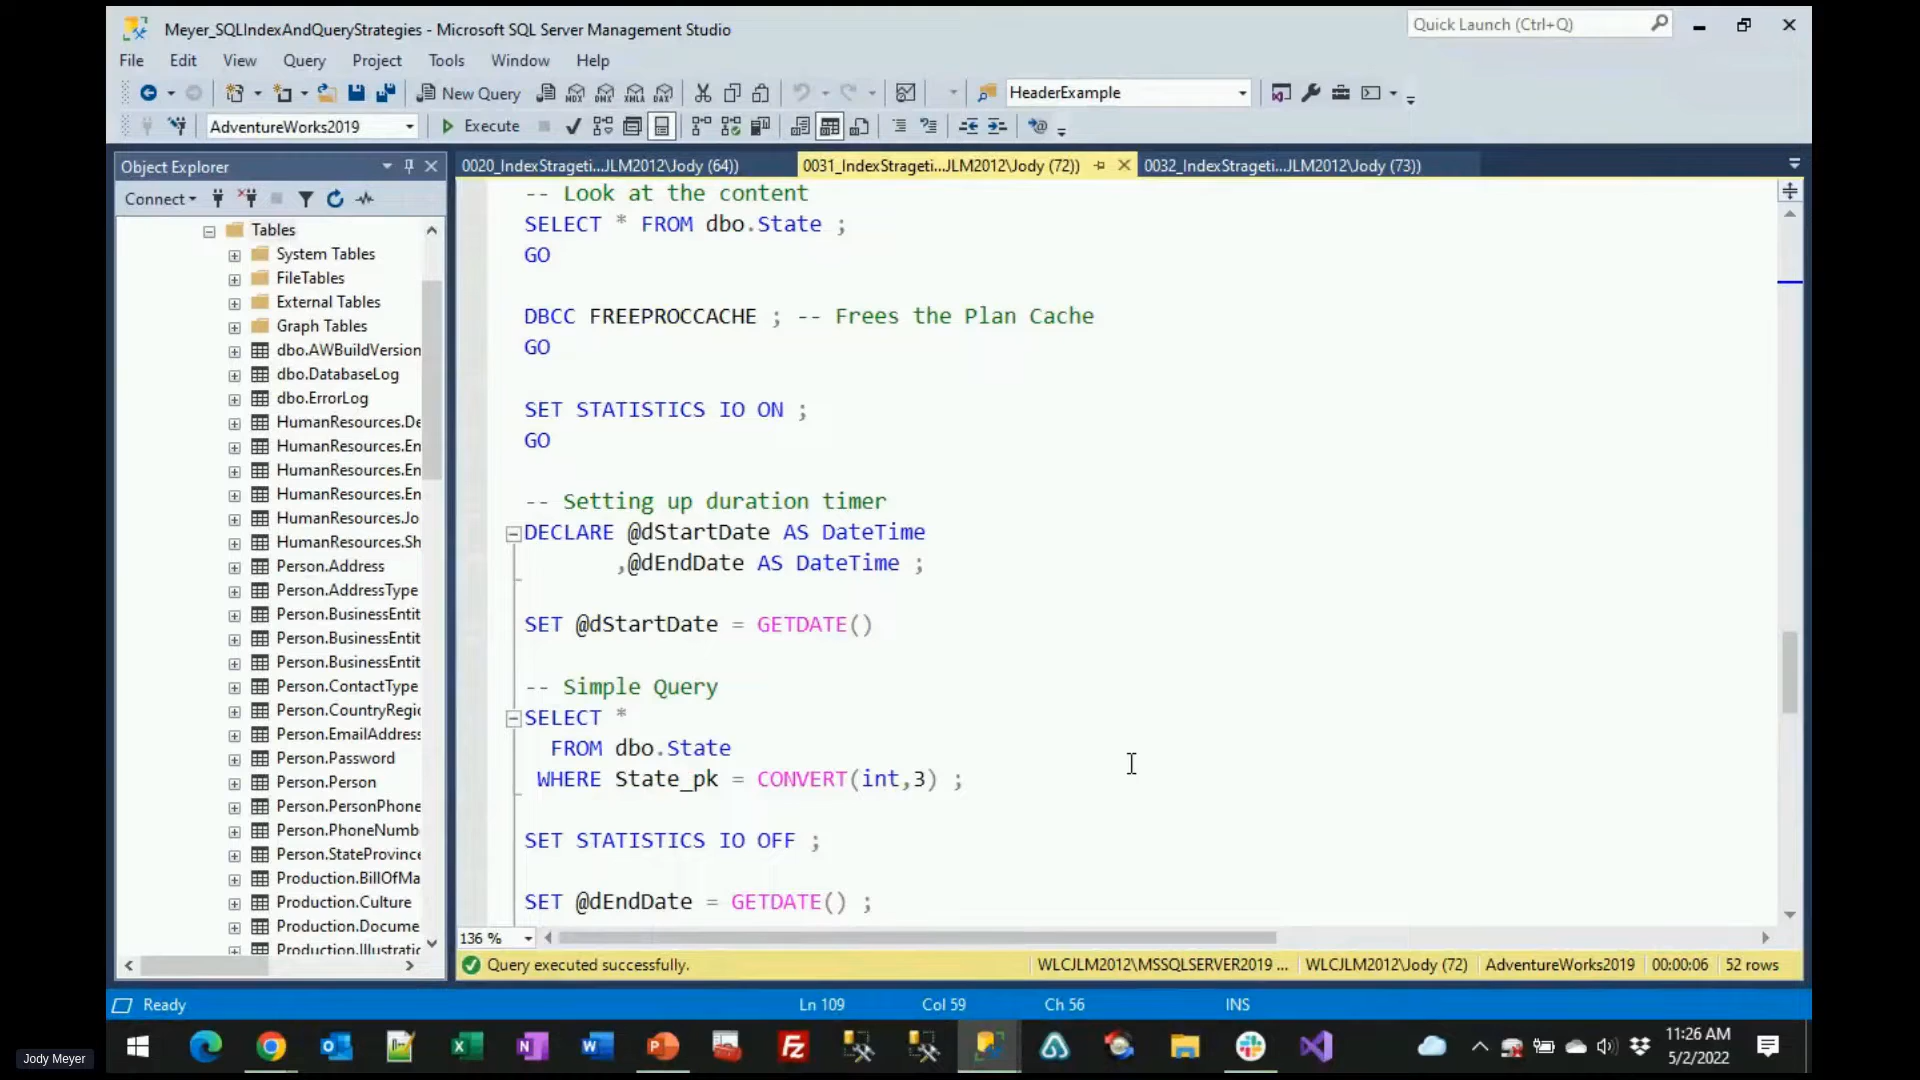 Meyer_SQLIndexAndQueryStrategies - Microsoft SQL Server Management Studio
Quick Launch (Ctrl+Q)
File Edit View Query Project Tools Window Help
New Query
MDX DMX XMLA DAX
HeaderExample
AdventureWorks2019
Execute
Object Explorer
0020_IndexStrageti...JLM2012\Jody (64))
0031_IndexStrageti...JLM2012\Jody (72))
0032_IndexStrageti...JLM2012\Jody (73))
Connect
Tables
System Tables
FileTables
External Tables
Graph Tables
dbo.AWBuildVersion
dbo.DatabaseLog
dbo.ErrorLog
HumanResources.De
HumanResources.En
HumanResources.En
HumanResources.En
HumanResources.Jo
HumanResources.Sh
Person.Address
Person.AddressType
Person.BusinessEntit
Person.BusinessEntit
Person.BusinessEntit
Person.ContactType
Person.CountryRegio
Person.EmailAddress
Person.Password
Person.Person
Person.PersonPhone
Person.PhoneNumb
Person.StateProvince
Production.BillOfMa
Production.Culture
Production.Docume
Production.Illustratic
-- Look at the content
SELECT * FROM dbo.State ;
GO
DBCC FREEPROCCACHE ; -- Frees the Plan Cache
GO
SET STATISTICS IO ON ;
GO
-- Setting up duration timer
DECLARE @dStartDate AS DateTime
,@dEndDate AS DateTime ;
SET @dStartDate = GETDATE()
-- Simple Query
SELECT *
FROM dbo.State
WHERE State_pk = CONVERT(int,3) ;
SET STATISTICS IO OFF ;
SET @dEndDate = GETDATE() ;
136 %
Query executed successfully.
WLCJLM2012\MSSQLSERVER2019 ...
WLCJLM2012\Jody (72)
AdventureWorks2019
00:00:06
52 rows
Ready
Ln 109
Col 59
Ch 56
INS
11:26 AM
5/2/2022
Jody Meyer